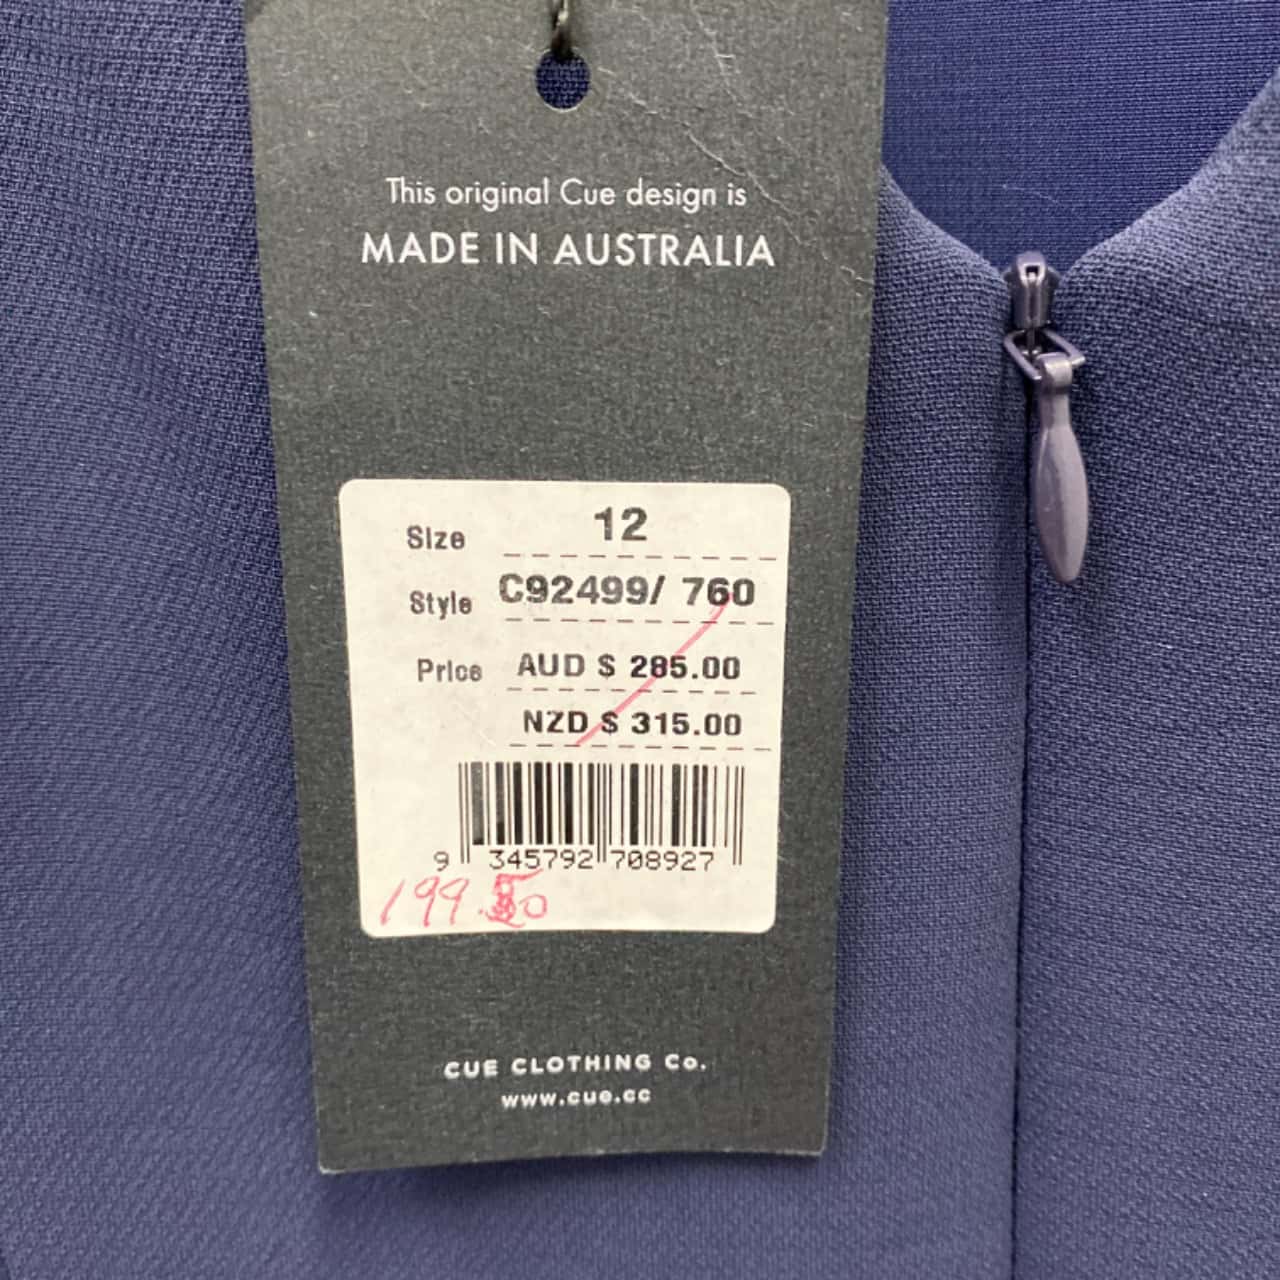 This original Cue design is
MADE IN AUSTRALIA
Size 12
Style C92499/ 760
Price AUD $ 285.00
NZD $ 315.00
9 345792 708927
199.50
CUE CLOTHING Co.
www.cue.cc